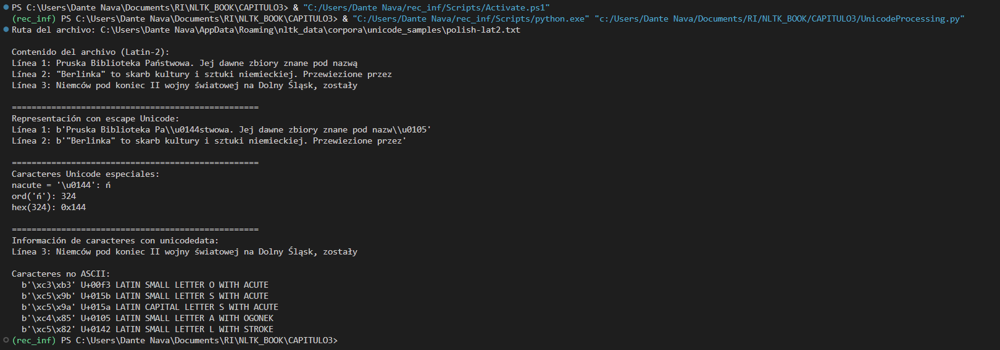 PS C:\Users\Dante Nava\Documents\RI\NLTK_BOOK\CAPITULO3> & "C:/Users/Dante Nava/rec_inf/Scripts/Activate.ps1"
(rec_inf) PS C:\Users\Dante Nava\Documents\RI\NLTK_BOOK\CAPITULO3> & "C:/Users/Dante Nava/rec_inf/Scripts/python.exe" "c:/Users/Dante Nava/Documents/RI/NLTK_BOOK/CAPITULO3/UnicodeProcessing.py"
Ruta del archivo: C:\Users\Dante Nava\AppData\Roaming\nltk_data\corpora\unicode_samples\polish-lat2.txt
Contenido del archivo (Latin-2):
Línea 1: Pruska Biblioteka Państwowa. Jej dawne zbiory znane pod nazwą
Línea 2: "Berlinka" to skarb kultury i sztuki niemieckiej. Przewiezione przez
Línea 3: Niemców pod koniec II wojny światowej na Dolny Śląsk, zostały
==================================================
Representación con escape Unicode:
Línea 1: b'Pruska Biblioteka Pa\\u0144stwowa. Jej dawne zbiory znane pod nazw\\u0105'
Línea 2: b'"Berlinka" to skarb kultury i sztuki niemieckiej. Przewiezione przez'
==================================================
Caracteres Unicode especiales:
nacute = '\u0144': ń
ord('ń'): 324
hex(324): 0x144
==================================================
Información de caracteres con unicodedata:
Línea 3: Niemców pod koniec II wojny światowej na Dolny Śląsk, zostały
Caracteres no ASCII:
b'\xc3\xb3' U+00f3 LATIN SMALL LETTER O WITH ACUTE
b'\xc5\x9b' U+015b LATIN SMALL LETTER S WITH ACUTE
b'\xc5\x9a' U+015a LATIN CAPITAL LETTER S WITH ACUTE
b'\xc4\x85' U+0105 LATIN SMALL LETTER A WITH OGONEK
b'\xc5\x82' U+0142 LATIN SMALL LETTER L WITH STROKE
(rec_inf) PS C:\Users\Dante Nava\Documents\RI\NLTK_BOOK\CAPITULO3>